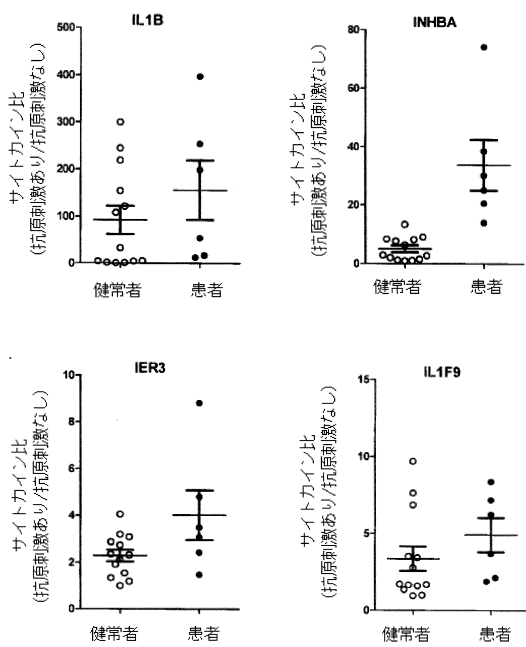 IL1B
サイトカイン比
(抗原刺激あり/抗原刺激なし)
500
400
300
200
100
0
健常者
患者
INHBA
サイトカイン比
(抗原刺激あり/抗原刺激なし)
80
60
40
20
0
健常者
患者
IER3
サイトカイン比
(抗原刺激あり/抗原刺激なし)
10
8
6
4
2
0
健常者
患者
IL1F9
サイトカイン比
(抗原刺激あり/抗原刺激なし)
15
10
5
0
健常者
患者